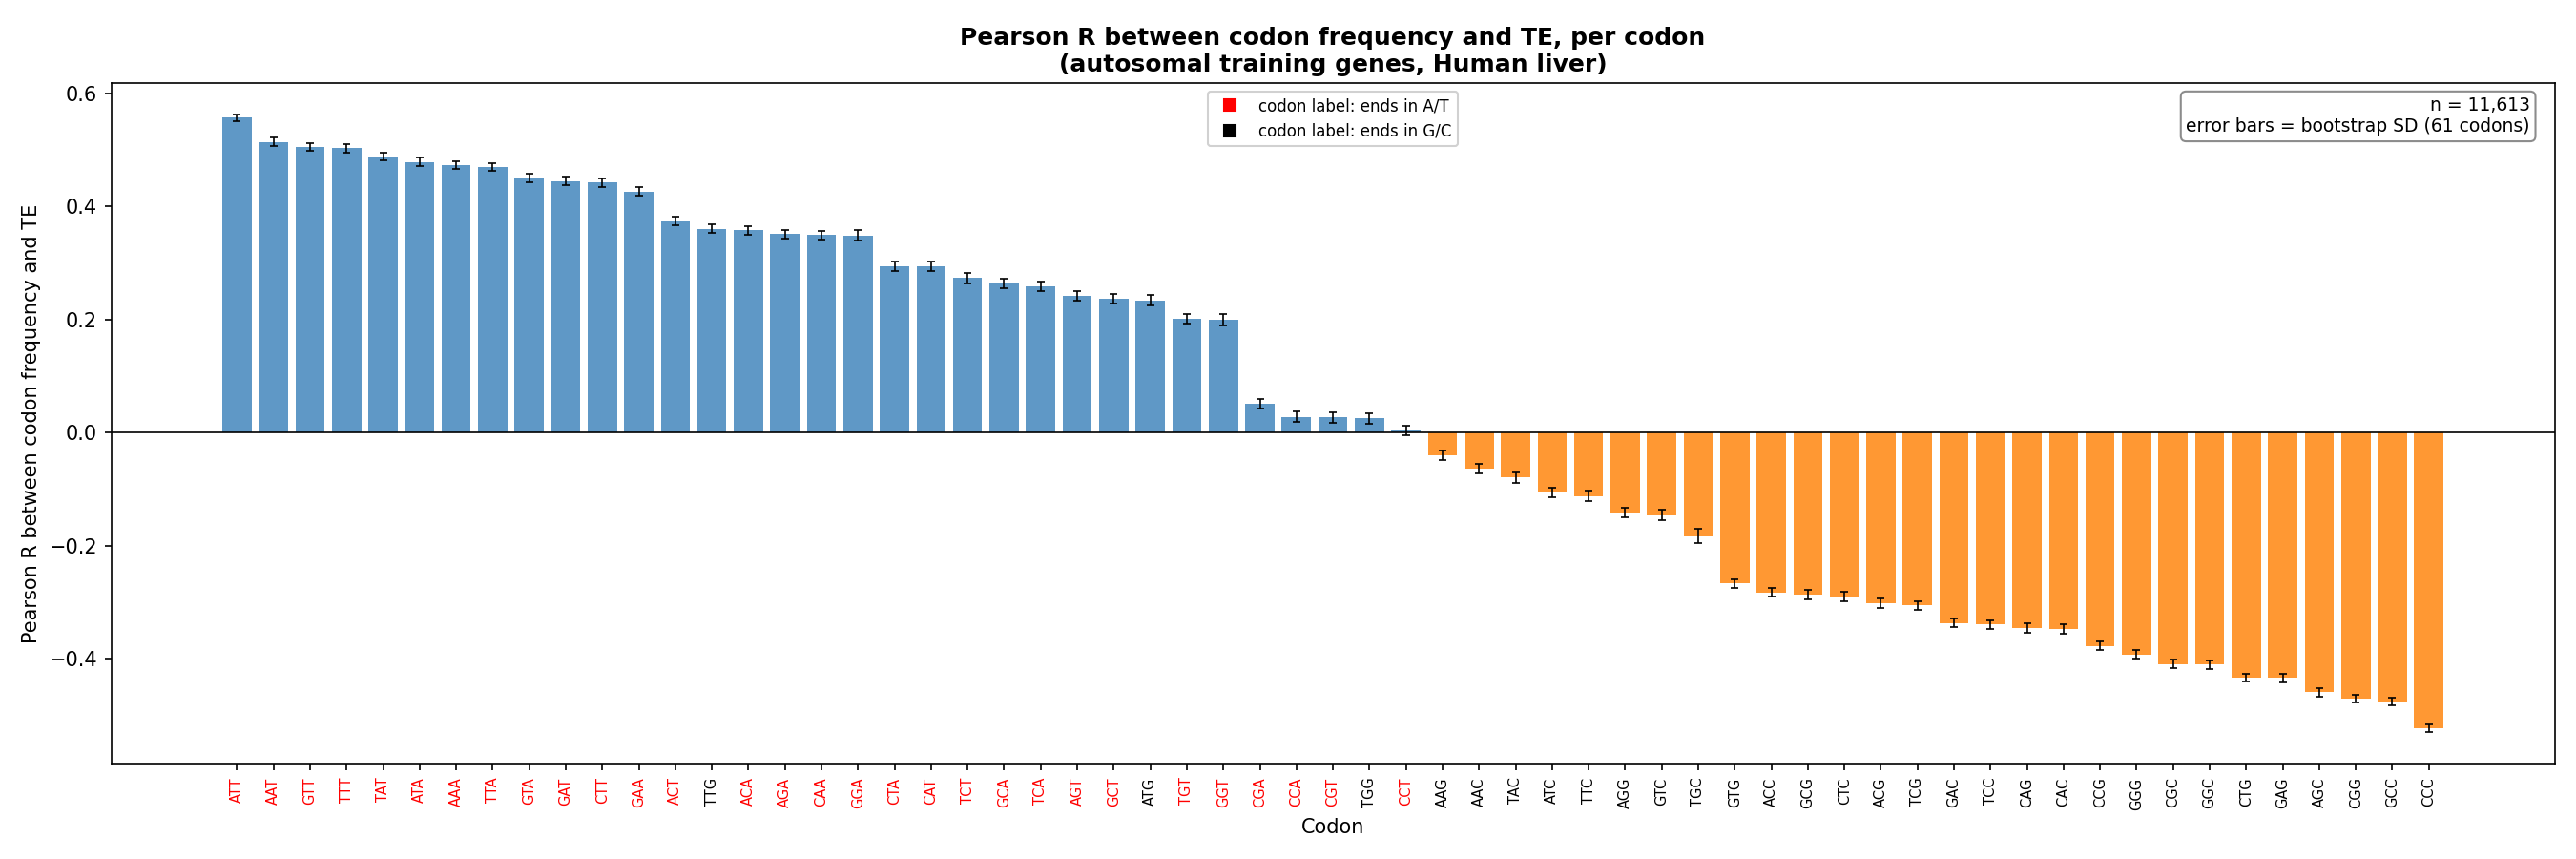 Pearson R between codon frequency and TE, per codon
(autosomal training genes, Human liver)
codon label: ends in A/T
codon label: ends in G/C
n = 11,613
error bars = bootstrap SD (61 codons)
Pearson R between codon frequency and TE
0.6
0.4
0.2
0.0
−0.2
−0.4
ATT AAT GTT TTT TAT ATA AAA TTA GTA GAT CTT GAA ACT TTG ACA AGA CAA GGA CTA CAT TCT GCA TCA AGT GCT ATG TGT GGT CGA CCA CGT TGG CCT AAG AAC TAC ATC TTC AGG GTC TGC GTG ACC GCG CTC ACG TCG GAC TCC CAG CAC CCG GGG CGC GGC CTG GAG AGC CGG GCC CCC
Codon